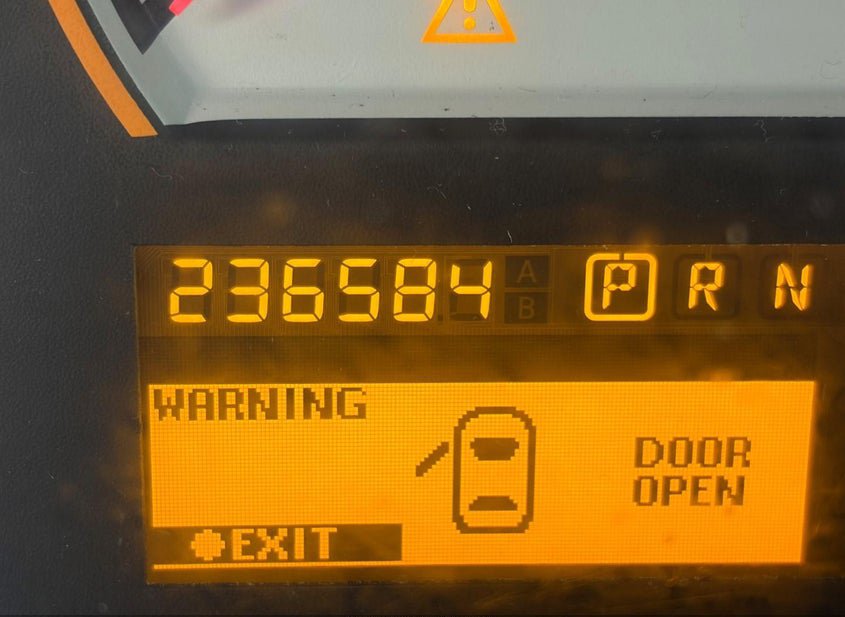 236584 A B P R N
WARNING
DOOR
OPEN
EXIT